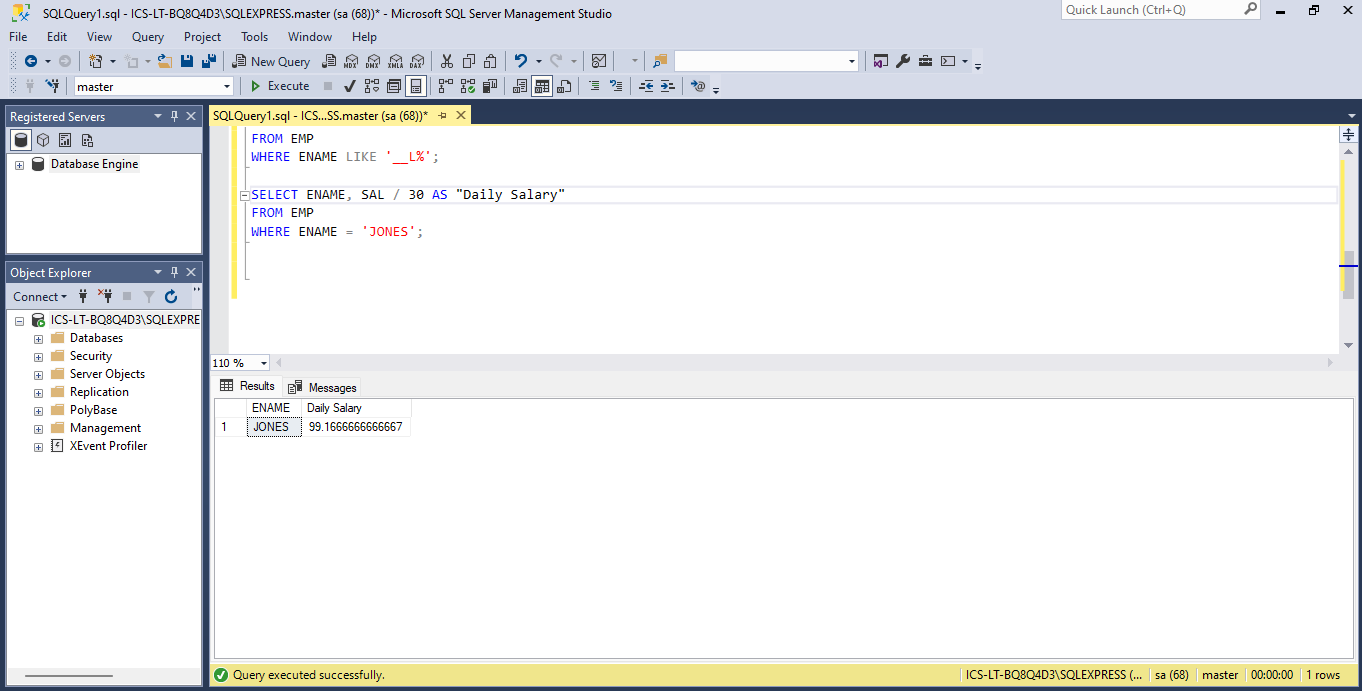 SQLQuery1.sql - ICS-LT-BQ8Q4D3\SQLEXPRESS.master (sa (68))* - Microsoft SQL Server Management Studio
Quick Launch (Ctrl+Q)
File Edit View Query Project Tools Window Help
New Query MDX DMX XMLA DAX
master Execute
Registered Servers
Database Engine
Object Explorer
Connect
ICS-LT-BQ8Q4D3\SQLEXPRE
Databases
Security
Server Objects
Replication
PolyBase
Management
XEvent Profiler
SQLQuery1.sql - ICS...SS.master (sa (68))*
FROM EMP
WHERE ENAME LIKE '__L%';
SELECT ENAME, SAL / 30 AS "Daily Salary"
FROM EMP
WHERE ENAME = 'JONES';
110 %
Results Messages
ENAME Daily Salary
1 JONES 99.1666666666667
Query executed successfully. ICS-LT-BQ8Q4D3\SQLEXPRESS (... sa (68) master 00:00:00 1 rows